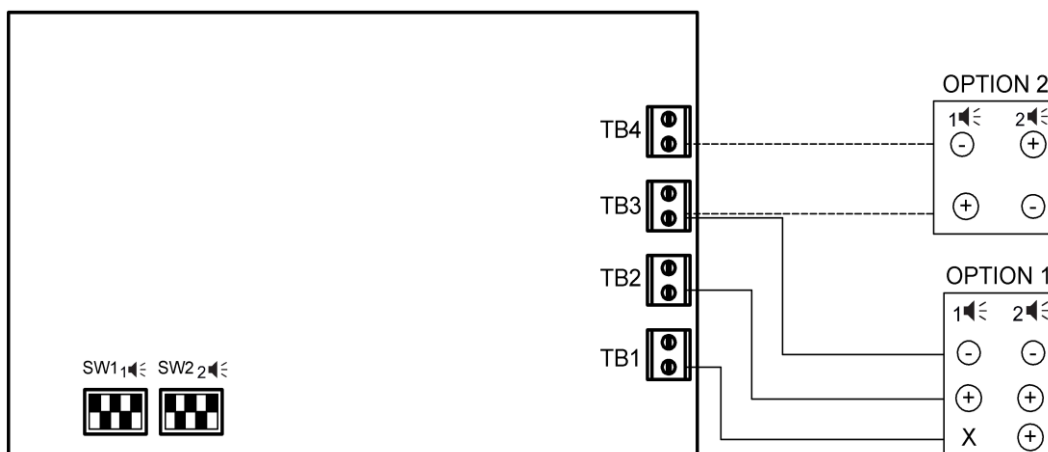 OPTION 2
1 2
- +
+ -
TB4
TB3
TB2
TB1
OPTION 1
1 2
- -
+ +
X +
SW1 1 SW2 2